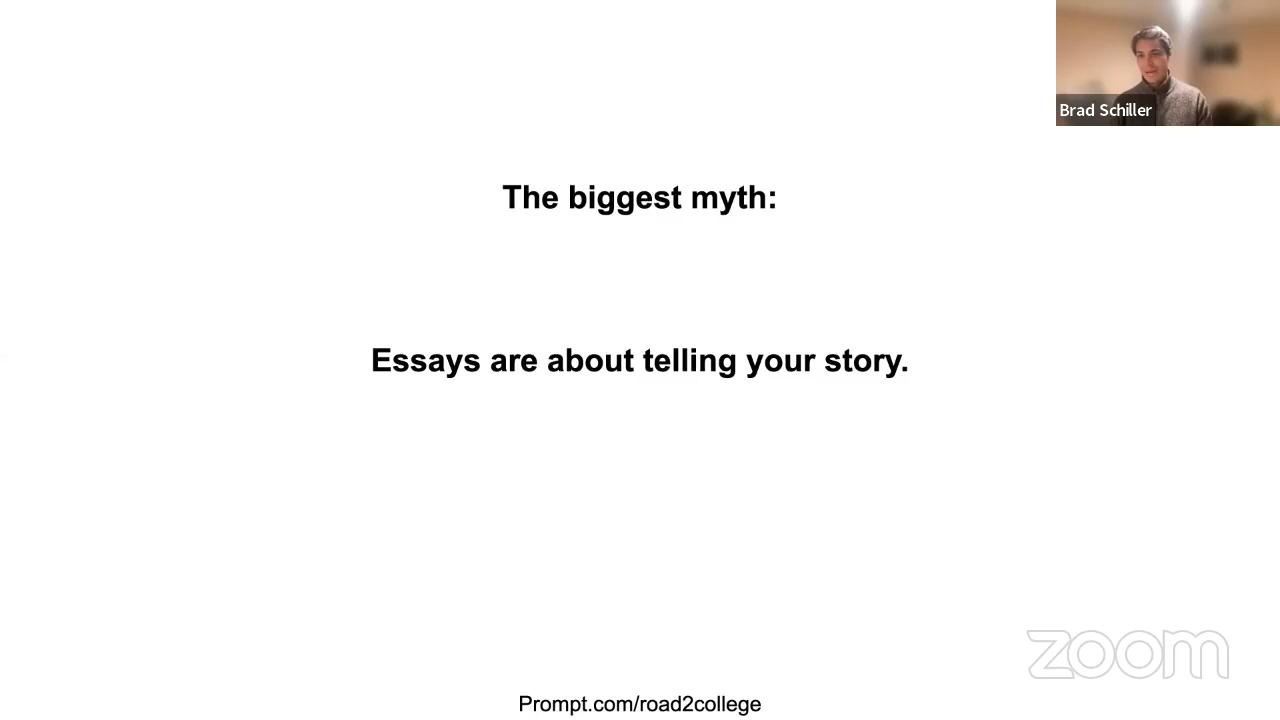 Brad Schiller
The biggest myth:
Essays are about telling your story.
zoom
Prompt.com/road2college